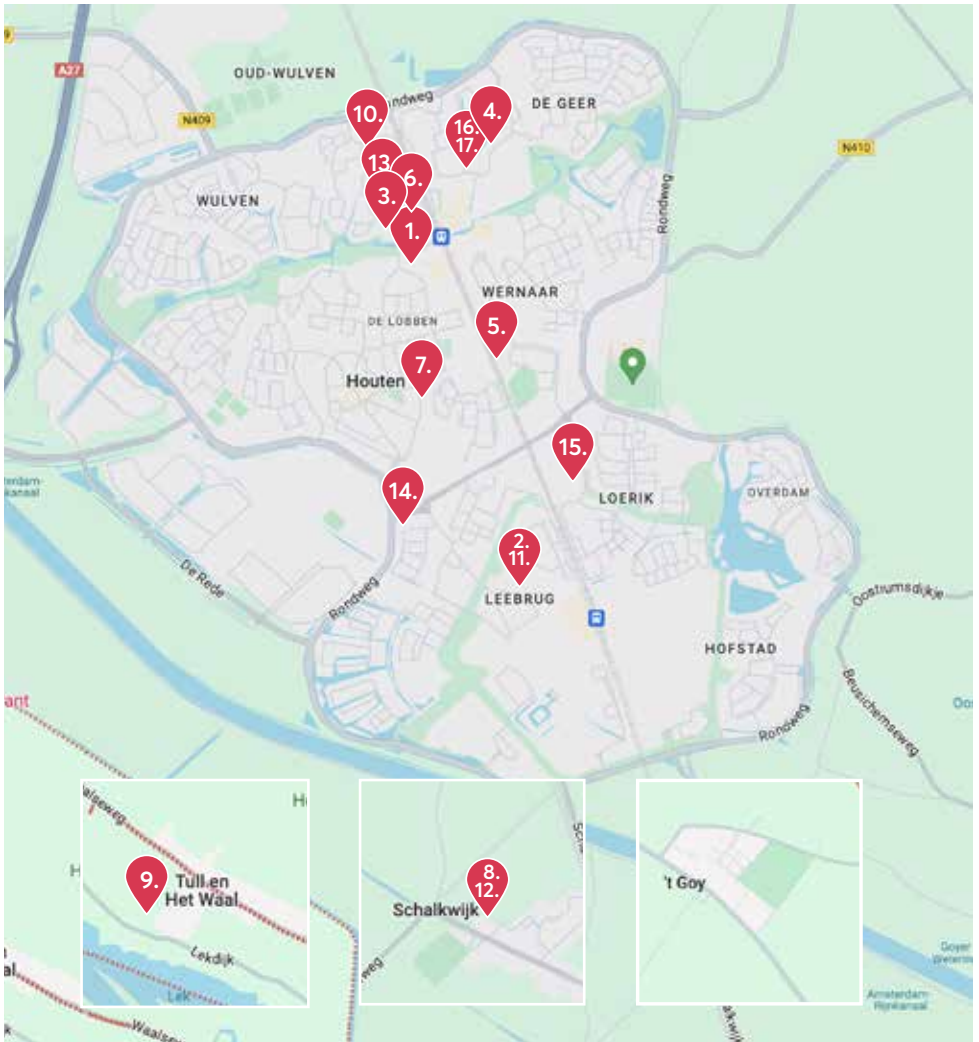 A27
OUD-WULVEN
DE GEER
N409
N410
10.
4.
16.
17.
13
6.
3.
1.
WULVEN
Rondweg
WERNAAR
DE LOBBEN
5.
7.
Houten
15.
14.
LOERIK
OVERDAM
2.
11.
LEEBRUG
De Rede
Rondweg
HOFSTAD
Oostrumsdijkje
Beusichemseweg
Rondweg
9.
Tull en
Het Waal
Lekdijk
Lek
8.
12.
Schalkwijk
't Goy
Waalse
Amsterdam
Rijnkanaal